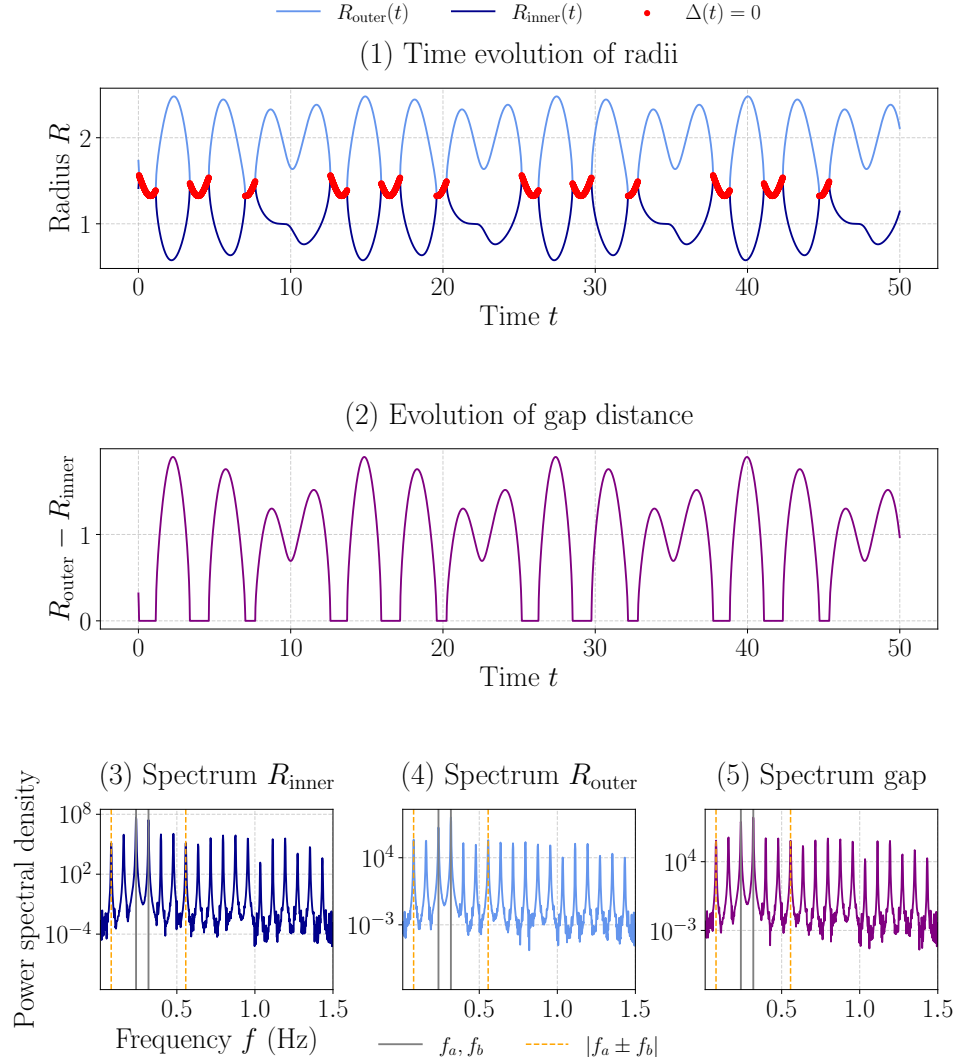 R_outer(t) R_inner(t) Δ(t) = 0
(1) Time evolution of radii
Radius R
2
1
0 10 20 30 40 50
Time t
(2) Evolution of gap distance
R_outer − R_inner
1
0
0 10 20 30 40 50
Time t
(3) Spectrum R_inner (4) Spectrum R_outer (5) Spectrum gap
Power spectral density
10^8
10^2
10^−4
10^4
10^−3
10^4
10^−3
0.5 1.0 1.5 0.5 1.0 1.5 0.5 1.0 1.5
Frequency f (Hz)
f_a, f_b |f_a ± f_b|